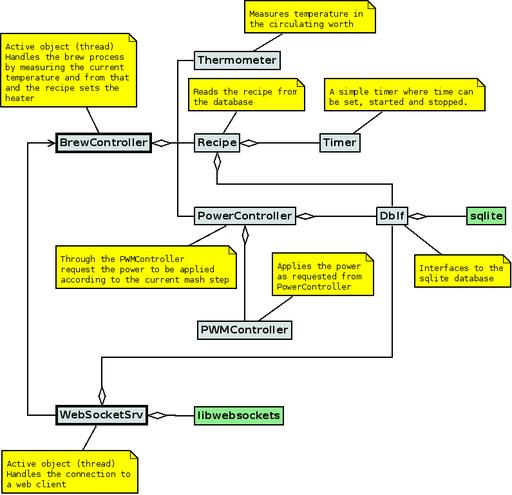 Measures temperature in
the circulating worth
Active object (thread)
Handles the brew process
by measuring the current
temperature and from that
and the recipe sets the
heater
Thermometer
Reads the recipe from
the database
A simple timer where time can
be set, started and stopped.
BrewController
Recipe
Timer
PowerController
DbIf
sqlite
Through the PWMController
request the power to be applied
according to the current mash step
Applies the power
as requested from
PowerController
Interfaces to the
sqlite database
PWMController
WebSocketSrv
libwebsockets
Active object (thread)
Handles the connection to
a web client